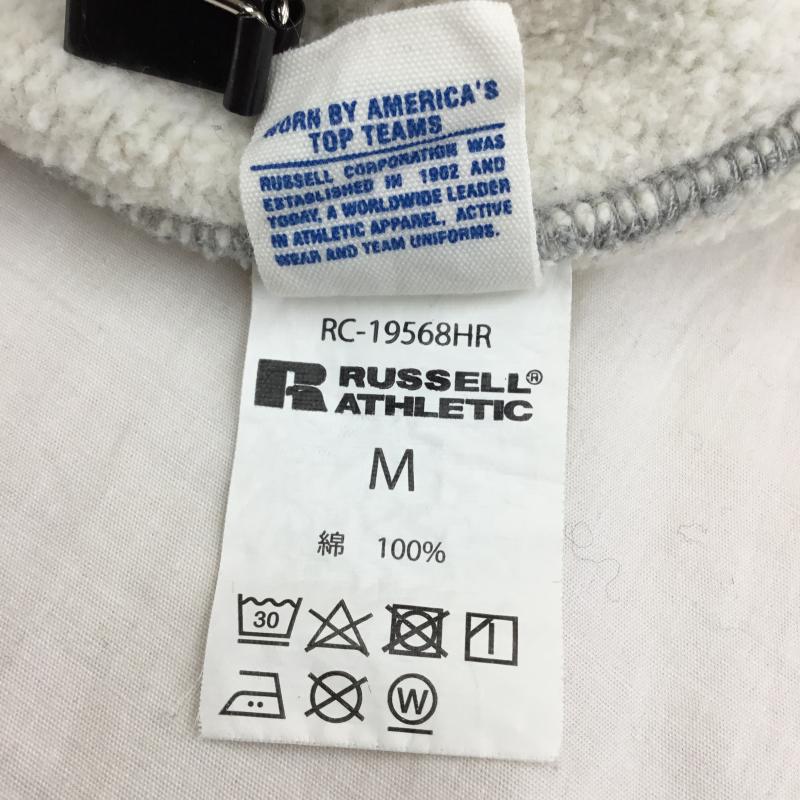 WORN BY AMERICA'S
TOP TEAMS
RUSSELL CORPORATION WAS
ESTABLISHED IN 1902 AND
TODAY, A WORLDWIDE LEADER
IN ATHLETIC APPAREL, ACTIVE
WEAR AND TEAM UNIFORMS.
RC-19568HR
R RUSSELL®
ATHLETIC
M
綿 100%
30
W